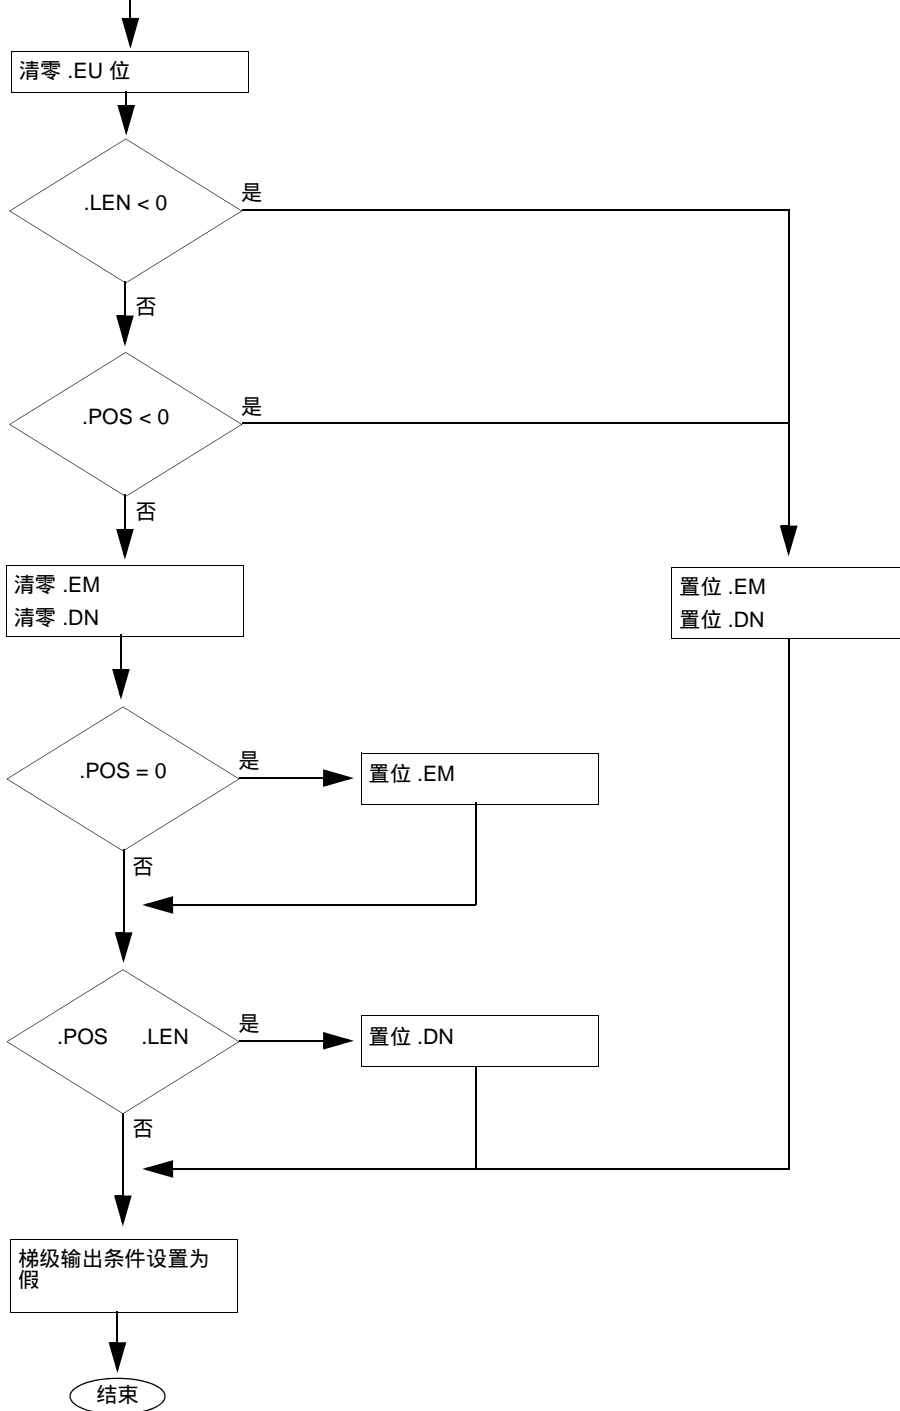 清零 .EU 位
.LEN < 0
是
否
.POS < 0
是
否
清零 .EM
清零 .DN
置位 .EM
置位 .DN
.POS = 0
是
置位 .EM
否
.POS .LEN
是
置位 .DN
否
梯级输出条件设置为
假
结束